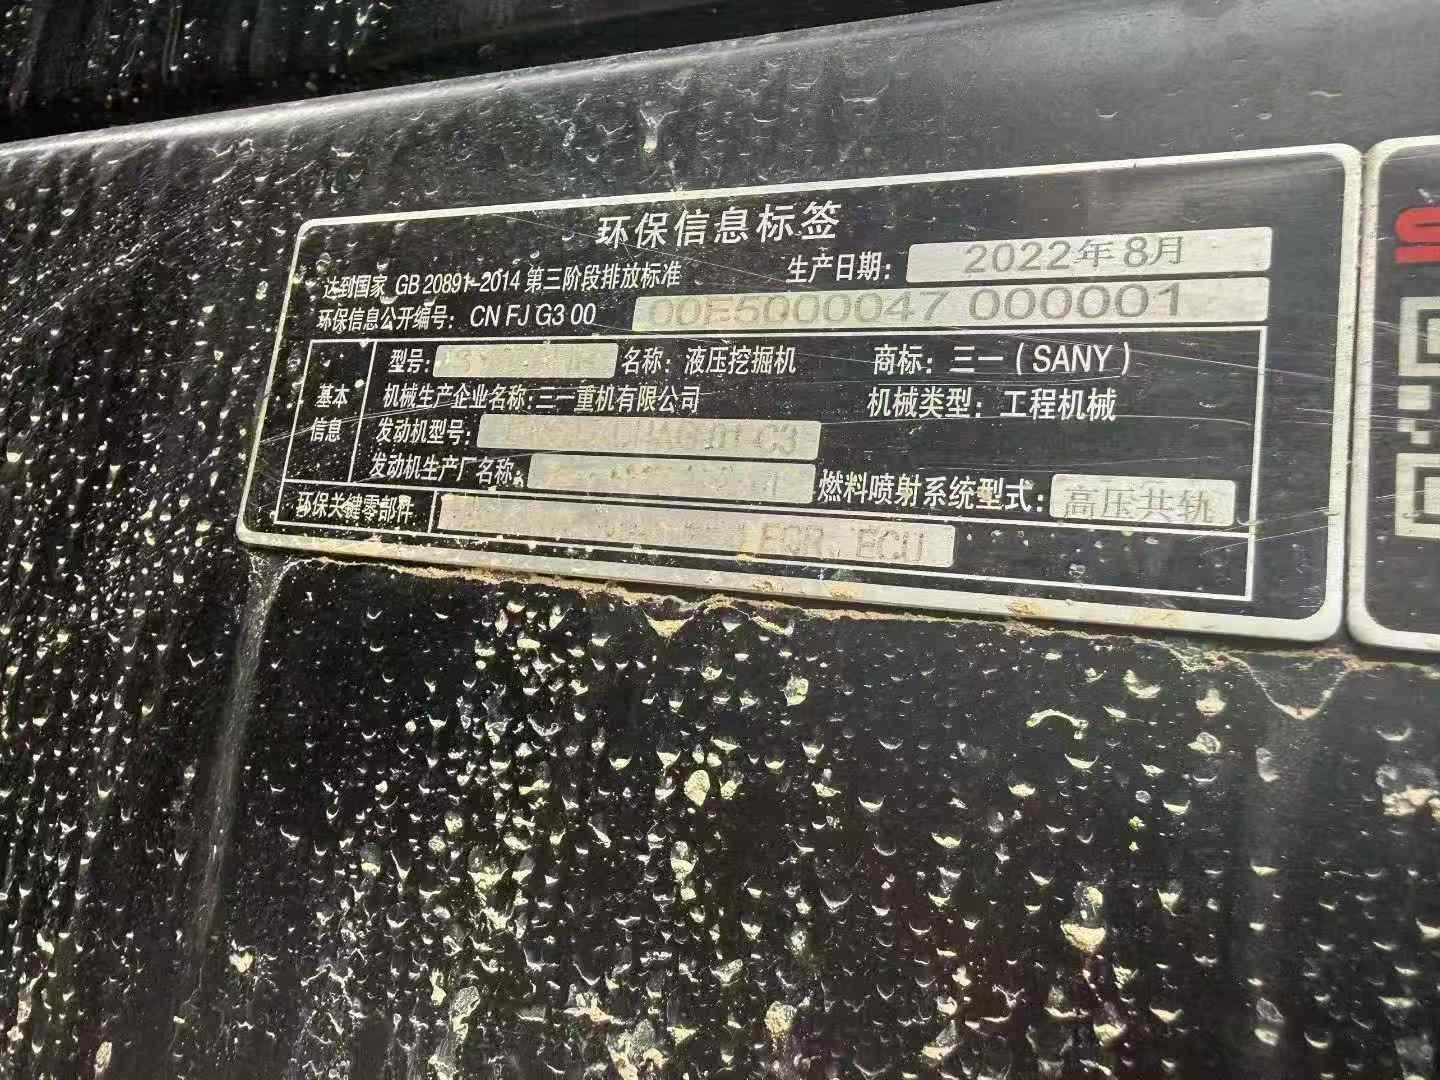 环保信息标签
达到国家 GB 20891-2014 第三阶段排放标准 生产日期: 2022年8月
环保信息公开编号: CN FJ G3 00 00E5000047 000001
基本信息
型号: 名称: 液压挖掘机 商标: 三一(SANY)
机械生产企业名称:三一重机有限公司 机械类型: 工程机械
发动机型号: G3
发动机生产厂名称: 燃料喷射系统型式: 高压共轨
环保关键零部件 EGR、ECU
S